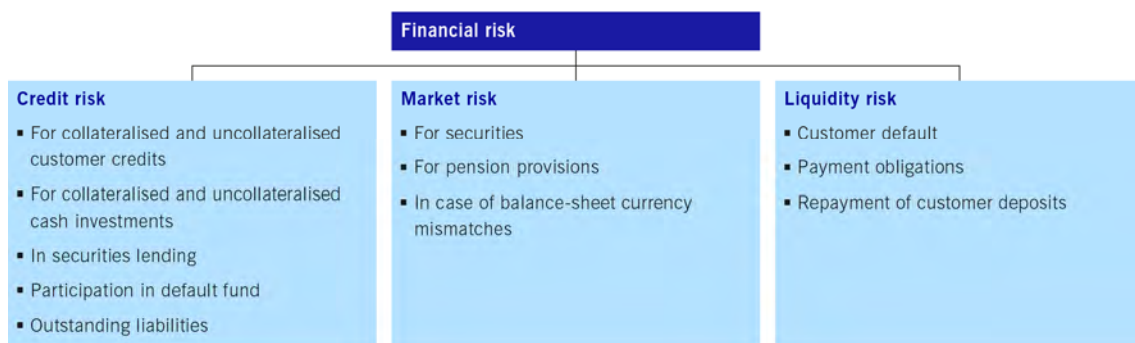 Financial risk
Credit risk
▪ For collateralised and uncollateralised
customer credits
▪ For collateralised and uncollateralised
cash investments
▪ In securities lending
▪ Participation in default fund
▪ Outstanding liabilities
Market risk
▪ For securities
▪ For pension provisions
▪ In case of balance-sheet currency
mismatches
Liquidity risk
▪ Customer default
▪ Payment obligations
▪ Repayment of customer deposits